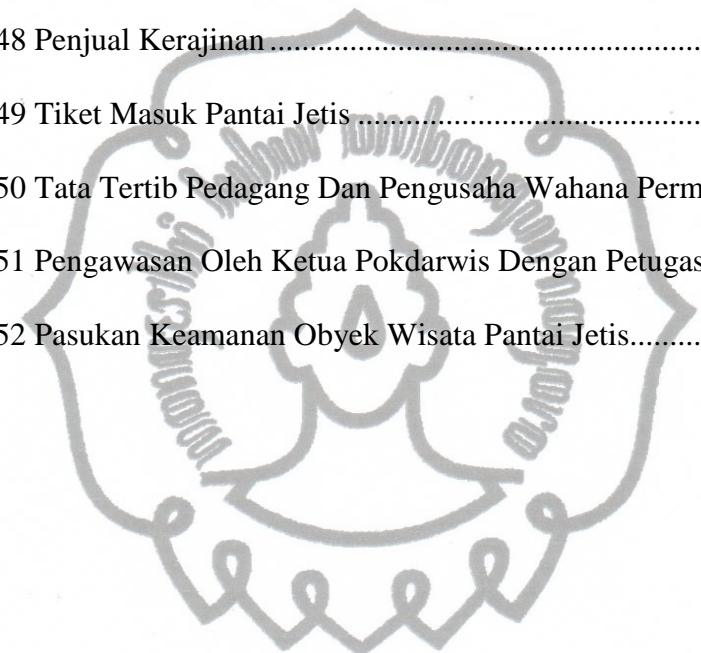 48 Penjual Kerajinan ..........................................................
49 Tiket Masuk Pantai Jetis ...............................................
50 Tata Tertib Pedagang Dan Pengusaha Wahana Perm
51 Pengawasan Oleh Ketua Pokdarwis Dengan Petugas
52 Pasukan Keamanan Obyek Wisata Pantai Jetis.........